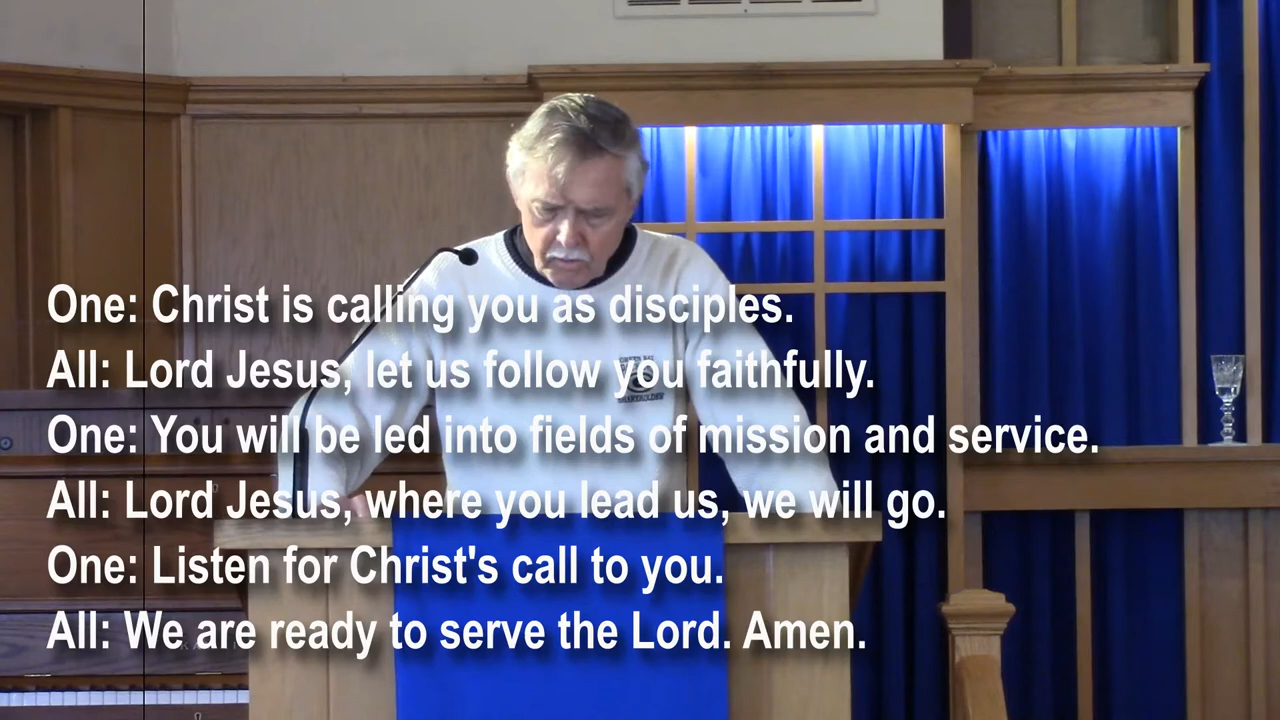 One: Christ is calling you as disciples.
All: Lord Jesus, let us follow you faithfully.
One: You will be led into fields of mission and service.
All: Lord Jesus, where you lead us, we will go.
One: Listen for Christ's call to you.
All: We are ready to serve the Lord. Amen.